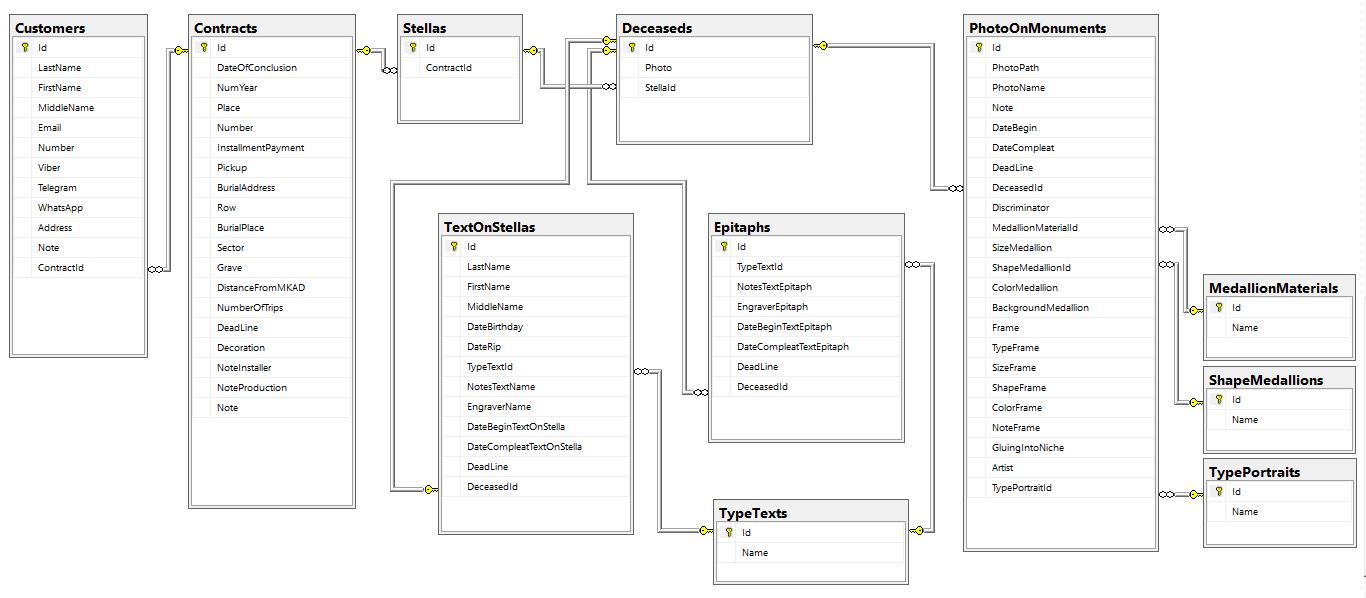 Customers
Id
LastName
FirstName
MiddleName
Email
Number
Viber
Telegram
WhatsApp
Address
Note
ContractId
Contracts
Id
DateOfConclusion
NumYear
Place
Number
InstallmentPayment
Pickup
BurialAddress
Row
BurialPlace
Sector
Grave
DistanceFromMKAD
NumberOfTrips
DeadLine
Decoration
NoteInstaller
NoteProduction
Note
Stellas
Id
ContractId
Deceaseds
Id
Photo
StellaId
TextOnStellas
Id
LastName
FirstName
MiddleName
DateBirthday
DateRip
TypeTextId
NotesTextName
EngraverName
DateBeginTextOnStella
DateCompleatTextOnStella
DeadLine
DeceasedId
Epitaphs
Id
TypeTextId
NotesTextEpitaph
EngraverEpitaph
DateBeginTextEpitaph
DateCompleatTextEpitaph
DeadLine
DeceasedId
TypeTexts
Id
Name
PhotoOnMonuments
Id
PhotoPath
PhotoName
Note
DateBegin
DateCompleat
DeadLine
DeceasedId
Discriminator
MedallionMaterialId
SizeMedallion
ShapeMedallionId
ColorMedallion
BackgroundMedallion
Frame
TypeFrame
SizeFrame
ShapeFrame
ColorFrame
NoteFrame
GluingIntoNiche
Artist
TypePortraitId
MedallionMaterials
Id
Name
ShapeMedallions
Id
Name
TypePortraits
Id
Name